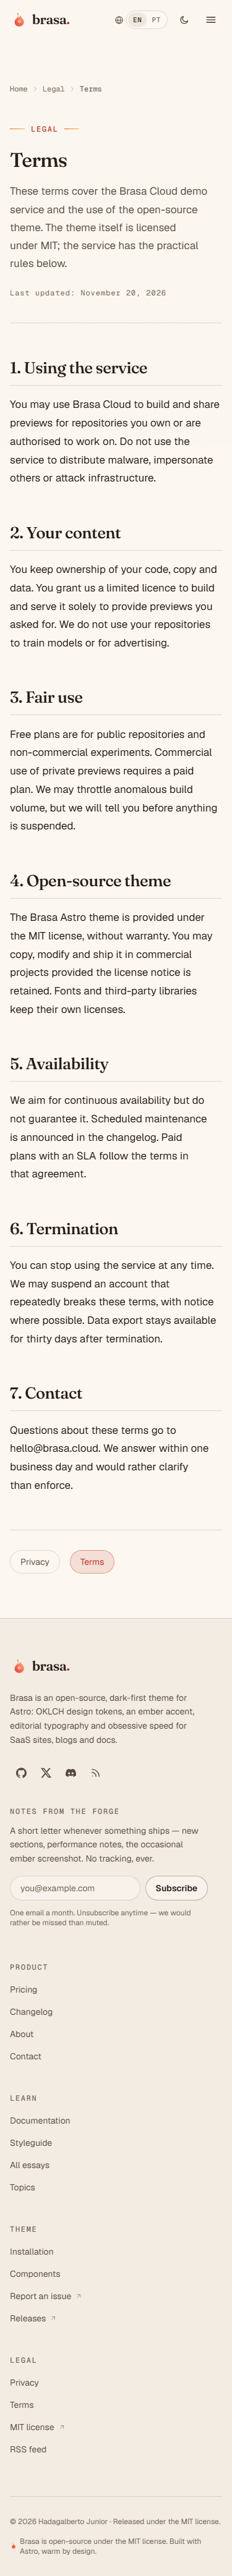 brasa.
EN PT
Home > Legal > Terms
LEGAL
Terms
These terms cover the Brasa Cloud demo
service and the use of the open-source
theme. The theme itself is licensed
under MIT; the service has the practical
rules below.
Last updated: November 20, 2026
1. Using the service
You may use Brasa Cloud to build and share
previews for repositories you own or are
authorised to work on. Do not use the
service to distribute malware, impersonate
others or attack infrastructure.
2. Your content
You keep ownership of your code, copy and
data. You grant us a limited licence to build
and serve it solely to provide previews you
asked for. We do not use your repositories
to train models or for advertising.
3. Fair use
Free plans are for public repositories and
non-commercial experiments. Commercial
use of private previews requires a paid
plan. We may throttle anomalous build
volume, but we will tell you before anything
is suspended.
4. Open-source theme
The Brasa Astro theme is provided under
the MIT license, without warranty. You may
copy, modify and ship it in commercial
projects provided the license notice is
retained. Fonts and third-party libraries
keep their own licenses.
5. Availability
We aim for continuous availability but do
not guarantee it. Scheduled maintenance
is announced in the changelog. Paid
plans with an SLA follow the terms in
that agreement.
6. Termination
You can stop using the service at any time.
We may suspend an account that
repeatedly breaks these terms, with notice
where possible. Data export stays available
for thirty days after termination.
7. Contact
Questions about these terms go to
hello@brasa.cloud. We answer within one
business day and would rather clarify
than enforce.
Privacy Terms
brasa.
Brasa is an open-source, dark-first theme for
Astro: OKLCH design tokens, an ember accent,
editorial typography and obsessive speed for
SaaS sites, blogs and docs.
NOTES FROM THE FORGE
A short letter whenever something ships — new
sections, performance notes, the occasional
ember screenshot. No tracking, ever.
you@example.com Subscribe
One email a month. Unsubscribe anytime — we would
rather be missed than muted.
PRODUCT
Pricing
Changelog
About
Contact
LEARN
Documentation
Styleguide
All essays
Topics
THEME
Installation
Components
Report an issue ↗
Releases ↗
LEGAL
Privacy
Terms
MIT license ↗
RSS feed
© 2026 Hadagalberto Junior · Released under the MIT license.
Brasa is open-source under the MIT license. Built with
Astro, warm by design.